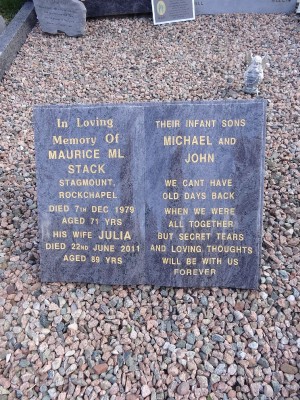 In Loving
Memory Of
MAURICE ML
STACK
STAGMOUNT,
ROCKCHAPEL
DIED 7TH DEC 1979
AGED 71 YRS
HIS WIFE JULIA
DIED 22ND JUNE 2011
AGED 89 YRS
THEIR INFANT SONS
MICHAEL AND
JOHN
WE CANT HAVE
OLD DAYS BACK
WHEN WE WERE
ALL TOGETHER
BUT SECRET TEARS
AND LOVING THOUGHTS
WILL BE WITH US
FOREVER